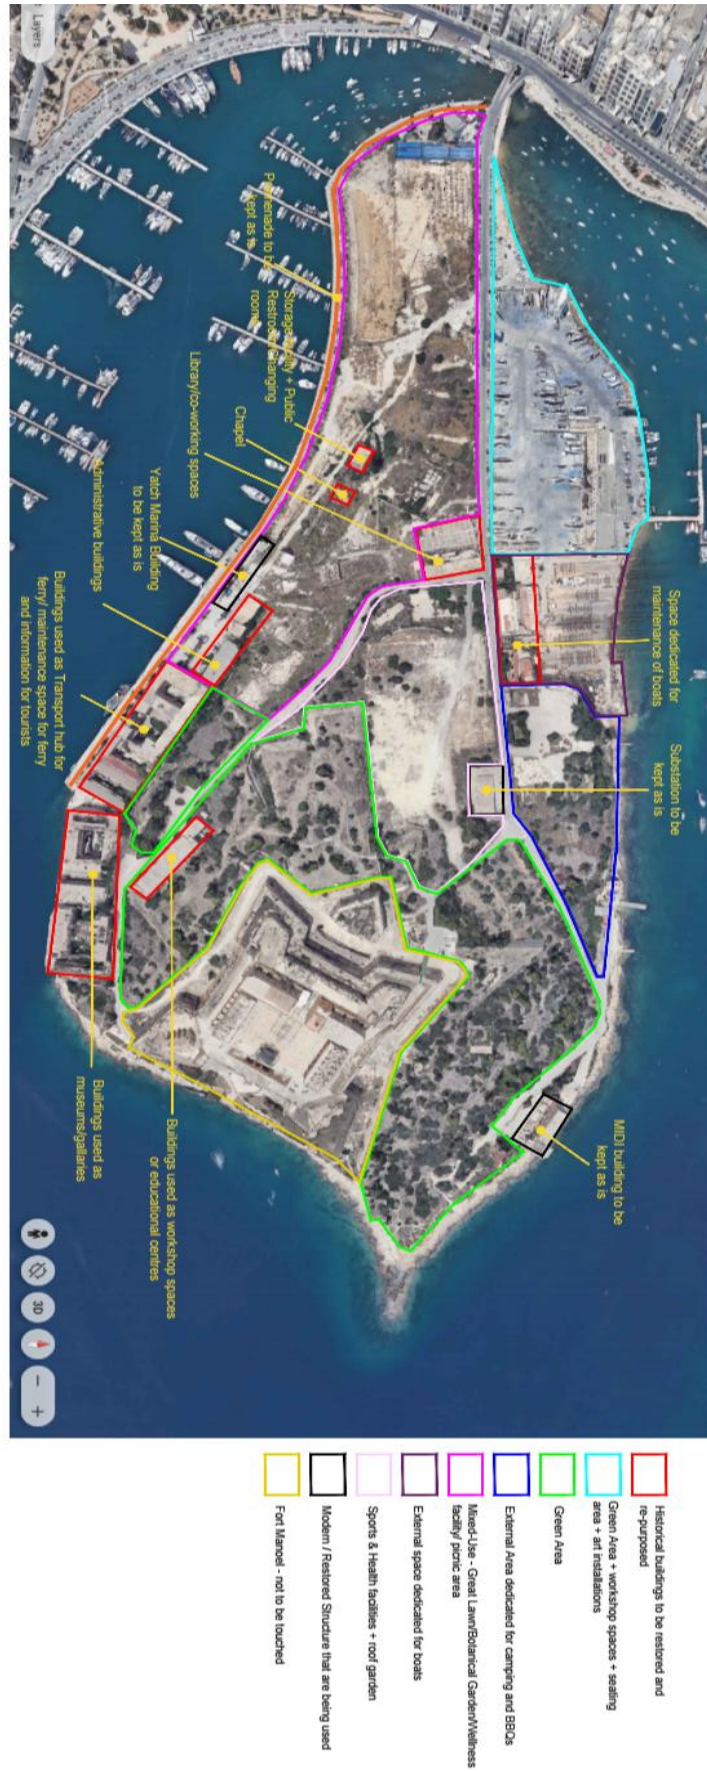 Layers
Promenade to be
kept as is
Storage facility + Public
Restroom/Changing
rooms
Chapel
Library/co-working spaces
Yatch Marina Building
to be kept as is
Administrative buildings
Buildings used as Transport hub for
ferry/ maintenance space for ferry
and information for tourists
Space dedicated for
maintenance of boats
Substation to be
kept as is
MIDI building to be
kept as is
Buildings used as workshop spaces
or educational centres
Buildings used as
museums/gallaries
3D
Historical buildings to be restored and
re-purposed
Green Area + workshop spaces + seating
area + art installations
Green Area
External Area dedicated for camping and BBQs
Mixed-Use - Great Lawn/Botanical Garden/Wellness
facility/ picnic area
External space dedicated for boats
Sports & Health facilities + roof garden
Modern / Restored Structure that are being used
Fort Manoel - not to be touched